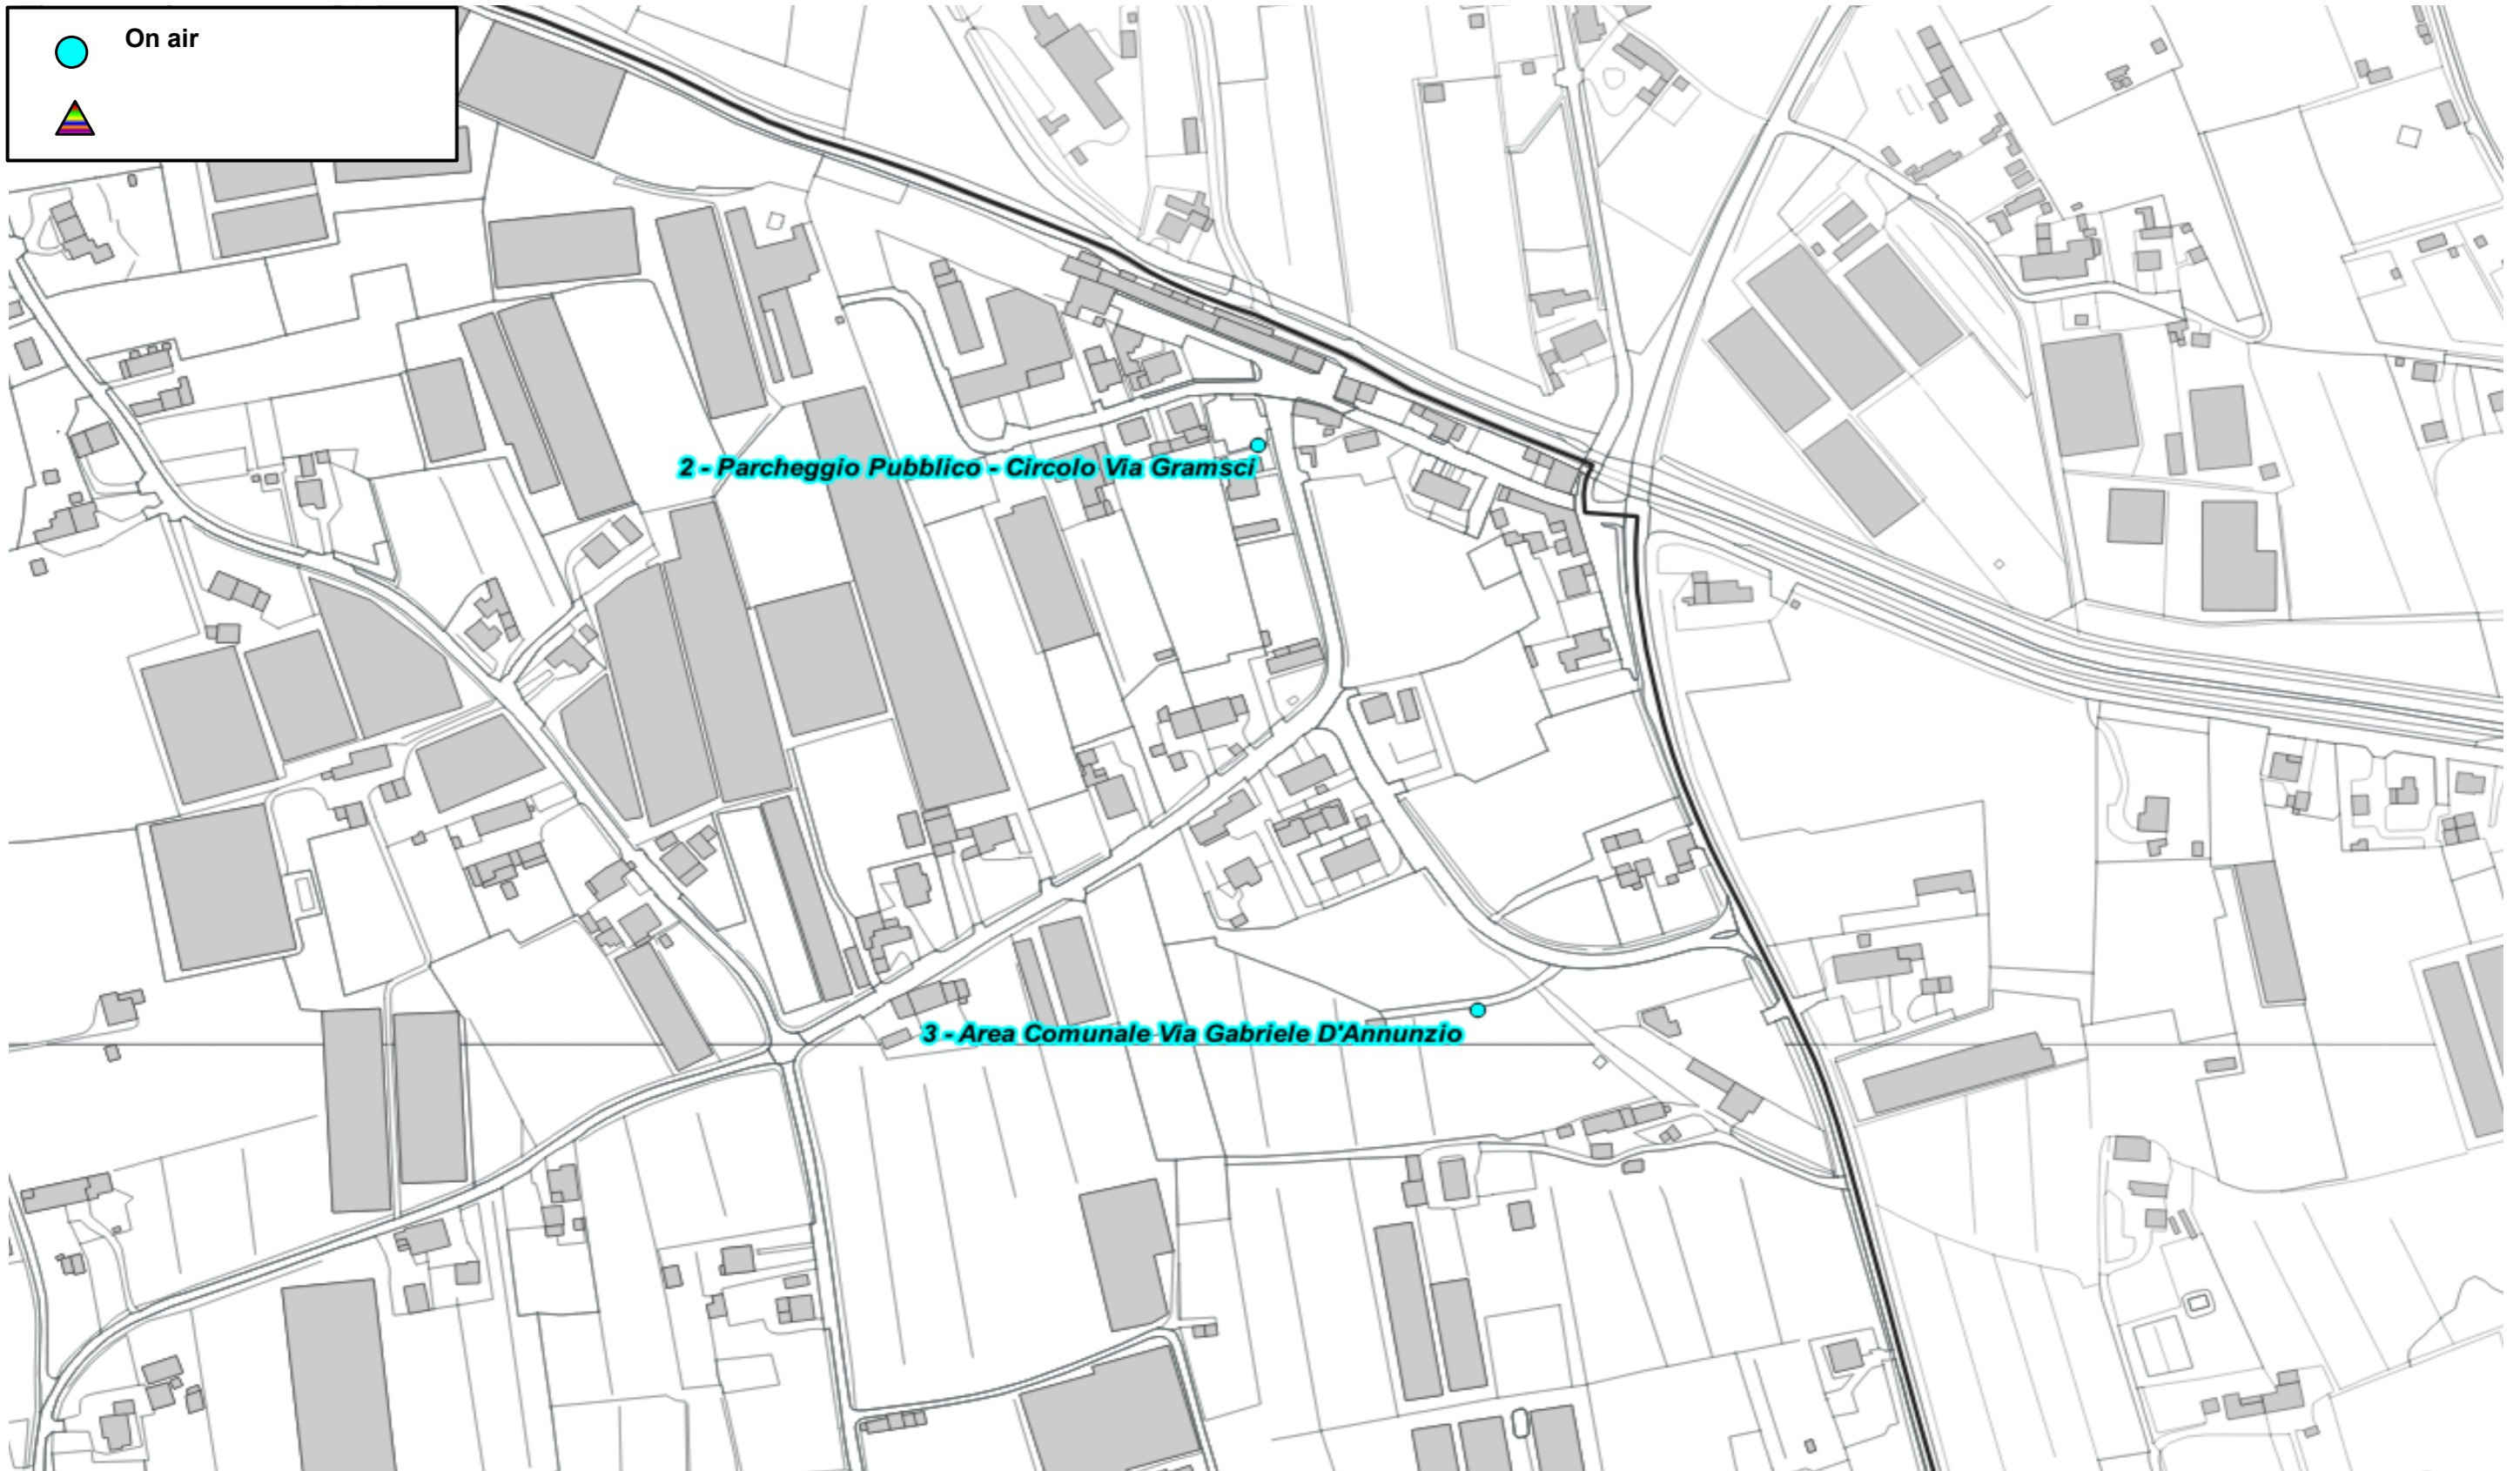 On air
2 - Parcheggio Pubblico - Circolo Via Gramsci
3 - Area Comunale Via Gabriele D'Annunzio